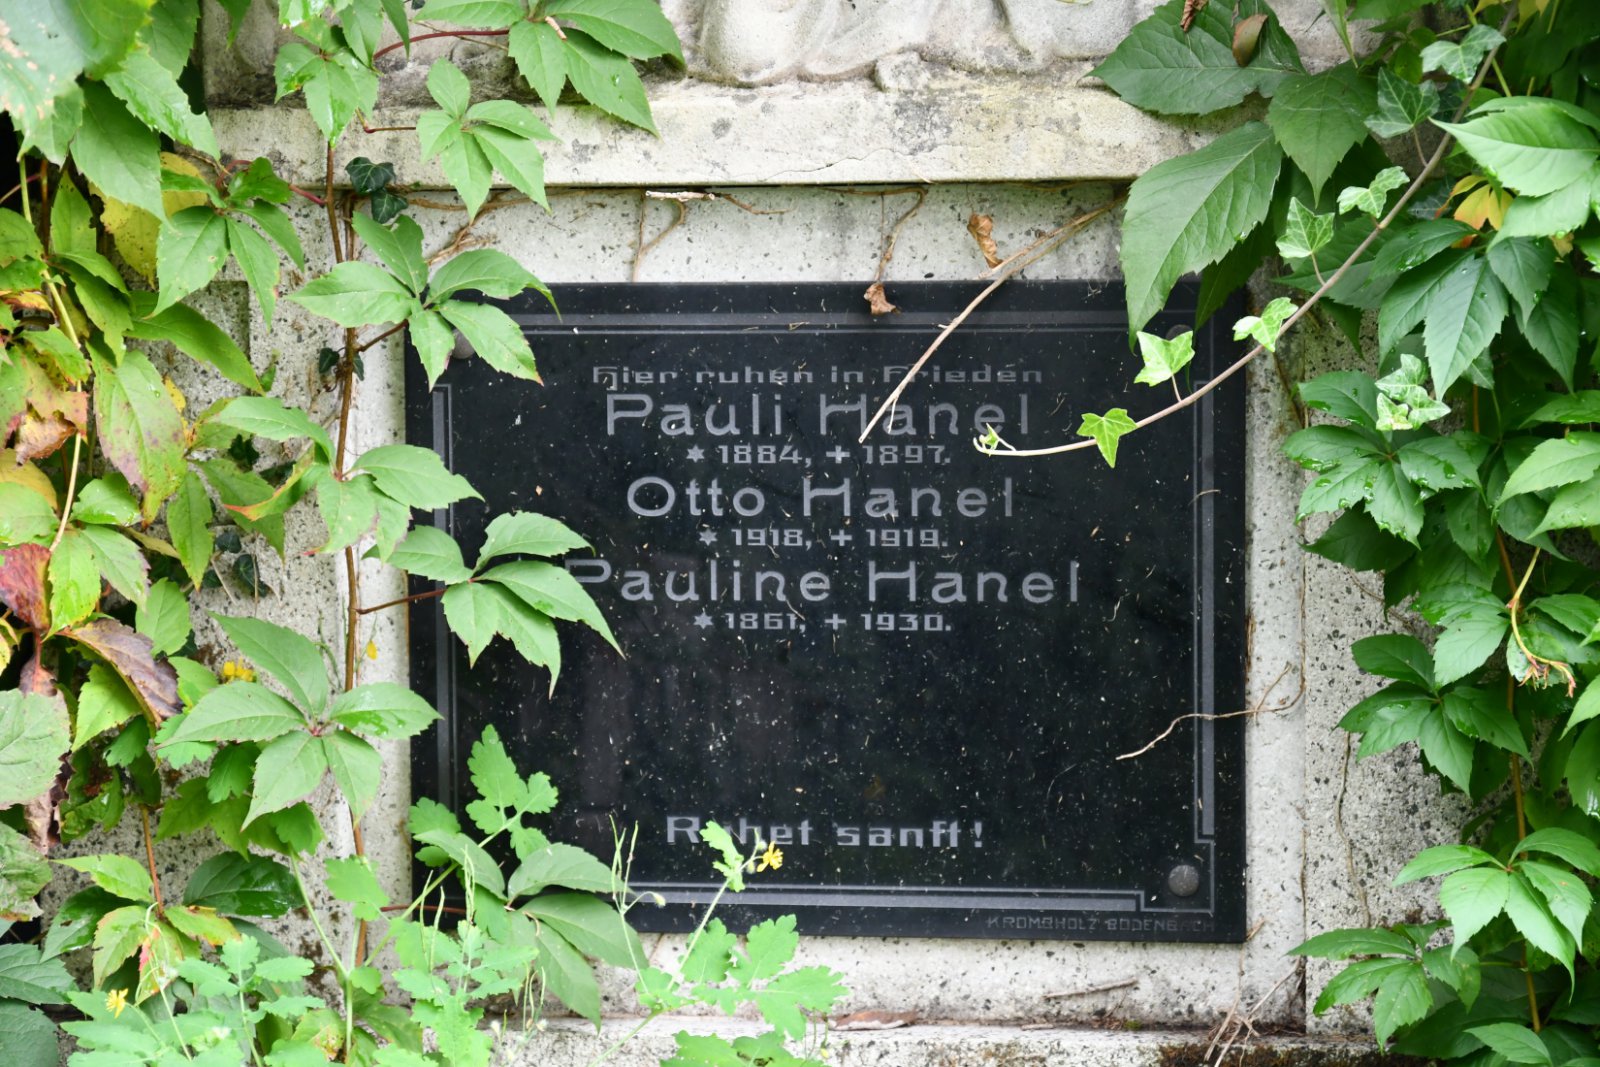 Hier ruhen in Frieden
Pauli Hanel
* 1884, + 1897.
Otto Hanel
* 1918, + 1919.
Pauline Hanel
* 1861, + 1930.
Ruhet sanft!
KROMBHOLZ BODENBACH